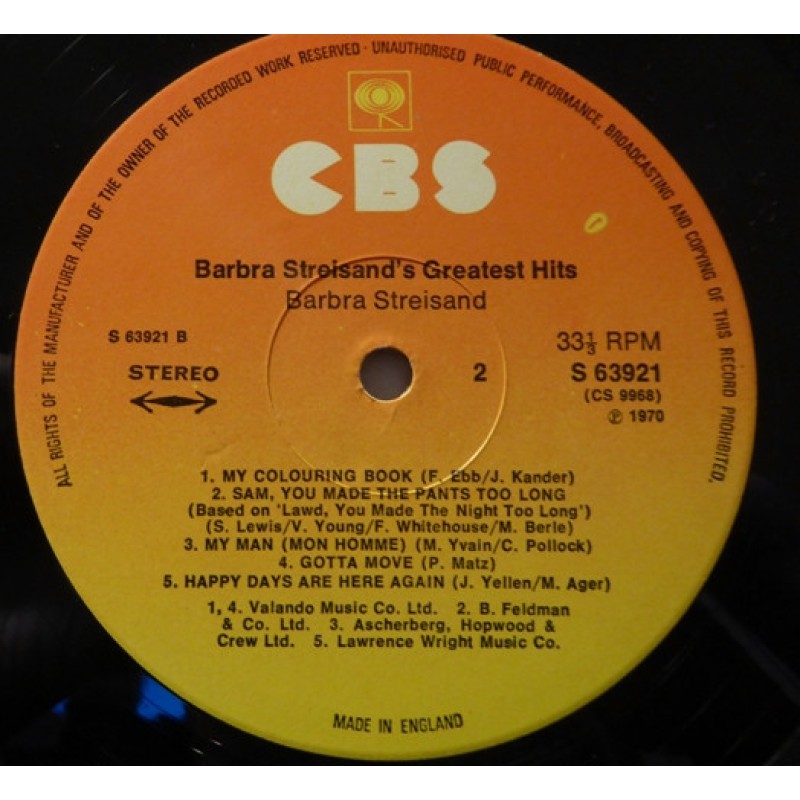 ALL RIGHTS OF THE MANUFACTURER AND OF THE OWNER OF THE RECORDED WORK RESERVED · UNAUTHORISED PUBLIC PERFORMANCE, BROADCASTING AND COPYING OF THIS RECORD PROHIBITED.
CBS
Barbra Streisand's Greatest Hits
Barbra Streisand
S 63921 B
STEREO
2
33⅓ RPM
S 63921
(CS 9968)
℗ 1970
1. MY COLOURING BOOK (F. Ebb/J. Kander)
2. SAM, YOU MADE THE PANTS TOO LONG
(Based on 'Lawd, You Made The Night Too Long')
(S. Lewis/V. Young/F. Whitehouse/M. Berle)
3. MY MAN (MON HOMME) (M. Yvain/C. Pollock)
4. GOTTA MOVE (P. Matz)
5. HAPPY DAYS ARE HERE AGAIN (J. Yellen/M. Ager)
1, 4. Valando Music Co. Ltd. 2. B. Feldman
& Co. Ltd. 3. Ascherberg, Hopwood &
Crew Ltd. 5. Lawrence Wright Music Co.
MADE IN ENGLAND